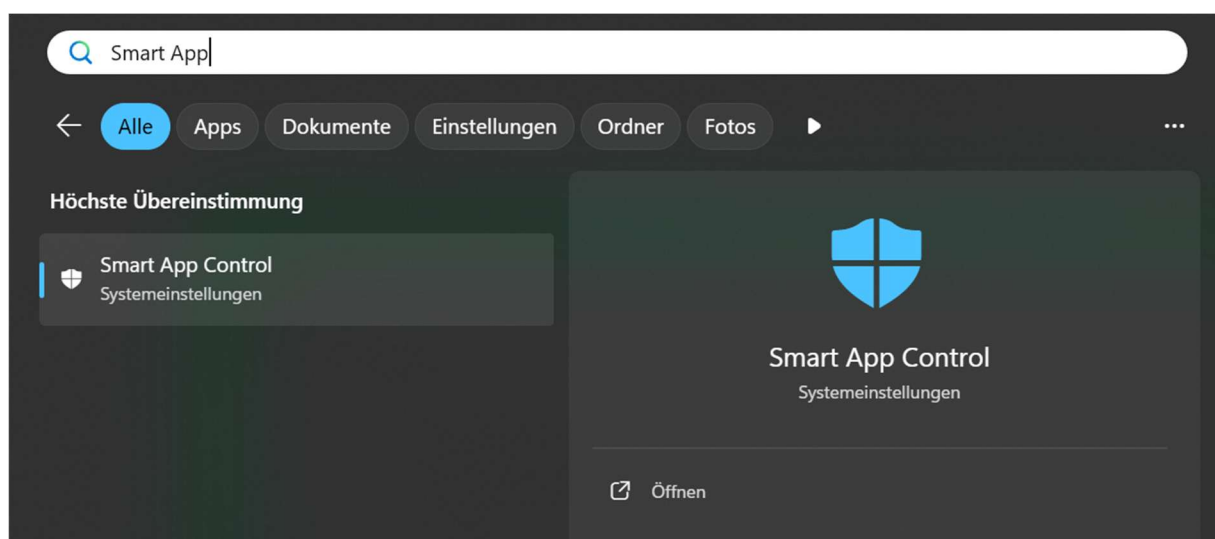 Smart App
Alle Apps Dokumente Einstellungen Ordner Fotos
Höchste Übereinstimmung
Smart App Control
Systemeinstellungen
Smart App Control
Systemeinstellungen
Öffnen